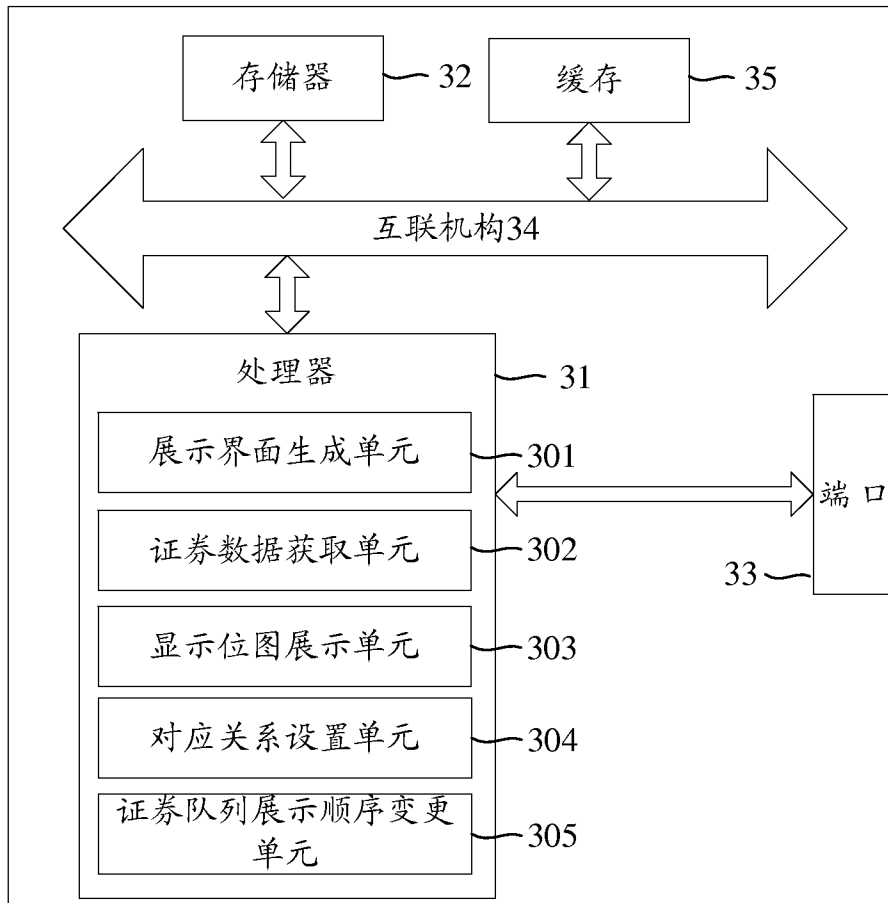 存储器 32
缓存 35
互联机构34
处理器 31
展示界面生成单元 301
证券数据获取单元 302
显示位图展示单元 303
对应关系设置单元 304
证券队列展示顺序变更
单元 305
端口
33